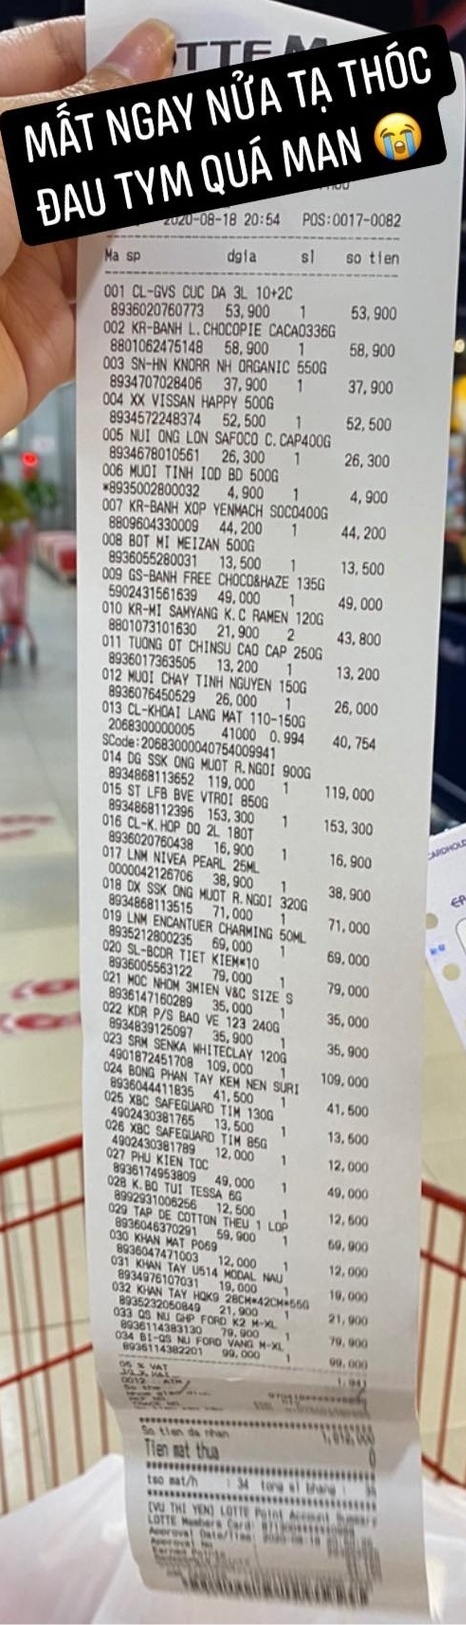 LOTTE M
MẤT NGAY NỬA TẠ THÓC
ĐAU TYM QUÁ MAN 😭
2020-08-18 20:54 POS:0017-0082
Ma sp dgia sl so tien
001 CL-GVS CUC DA 3L 10+2C
8936020760773 53,900 1 53,900
002 KR-BANH L.CHOCOPIE CACAO336G
8801062475148 58,900 1 58,900
003 SN-HN KNORR NH ORGANIC 550G
8934707028406 37,900 1 37,900
004 XX VISSAN HAPPY 500G
8934572248374 52,500 1 52,500
005 NUI ONG LON SAFOCO C.CAP400G
8934678010561 26,300 1 26,300
006 MUOI TINH IOD BD 500G
*8935002800032 4,900 1 4,900
007 KR-BANH XOP YENMACH SOCO400G
8809604330009 44,200 1 44,200
008 BOT MI MEIZAN 500G
8936055280031 13,500 1 13,500
009 GS-BANH FREE CHOCO&HAZE 135G
5902431561639 49,000 1 49,000
010 KR-MI SAMYANG K.C RAMEN 120G
8801073101630 21,900 2 43,800
011 TUONG OT CHINSU CAO CAP 250G
8936017363505 13,200 1 13,200
012 MUOI CHAY TINH NGUYEN 150G
8936076450529 26,000 1 26,000
013 CL-KHOAI LANG MAT 110-150G
2068300000005 41000 0.994 40,754
SCode:20683000040754009941
014 DG SSK ONG MUOT R.NGOI 900G
8934868113652 119,000 1 119,000
015 ST LFB BVE VTROI 850G
8934868112396 153,300 1 153,300
016 CL-K.HOP DO 2L 180T
8936020760438 16,900 1 16,900
017 LNM NIVEA PEARL 25ML
0000042126706 38,900 1 38,900
018 DX SSK ONG MUOT R.NGOI 320G
8934868113515 71,000 1 71,000
019 LNM ENCANTUER CHARMING 50ML
8935212800235 69,000 1 69,000
020 SL-BCDR TIET KIEM*10
8936005563122 79,000 1 79,000
021 MOC NHOM 3MIEN V&C SIZE S
8936147160289 35,000 1 35,000
022 KDR P/S BAO VE 123 240G
8934839125097 35,900 1 35,900
023 SRM SENKA WHITECLAY 120G
4901872451708 109,000 1 109,000
024 BONG PHAN TAY KEM NEN SURI
8936044411835 41,500 1 41,500
025 XBC SAFEGUARD TIM 130G
4902430381765 13,500 1 13,500
026 XBC SAFEGUARD TIM 85G
4902430381789 12,000 1 12,000
027 PHU KIEN TOC
8936174953809 49,000 1 49,000
028 K.BO TUI TESSA 6G
8992931006256 12,500 1 12,500
029 TAP DE COTTON THEU 1 LOP
8936046370291 59,900 1 59,900
030 KHAN MAT P069
8936047471003 12,000 1 12,000
031 KHAN TAY U514 MODAL NAU
8934976107031 19,000 1 19,000
032 KHAN TAY HQK9 28CM*42CM*55G
8935232050849 21,900 1 21,900
033 QS NU GHP FORD K2 M-XL
8936114383130 79,900 1 79,900
034 BI-QS NU FORD VANG M-XL
8936114382201 99,000 1 99,000
05 % VAT
So tien da nhan
Tien mat thua 0
tso mat/h : 34 tong sl hang :
[VU THI YEN] LOTTE Point Account Summary
LOTTE Members Card:
Approval Date/Time:
Approval No